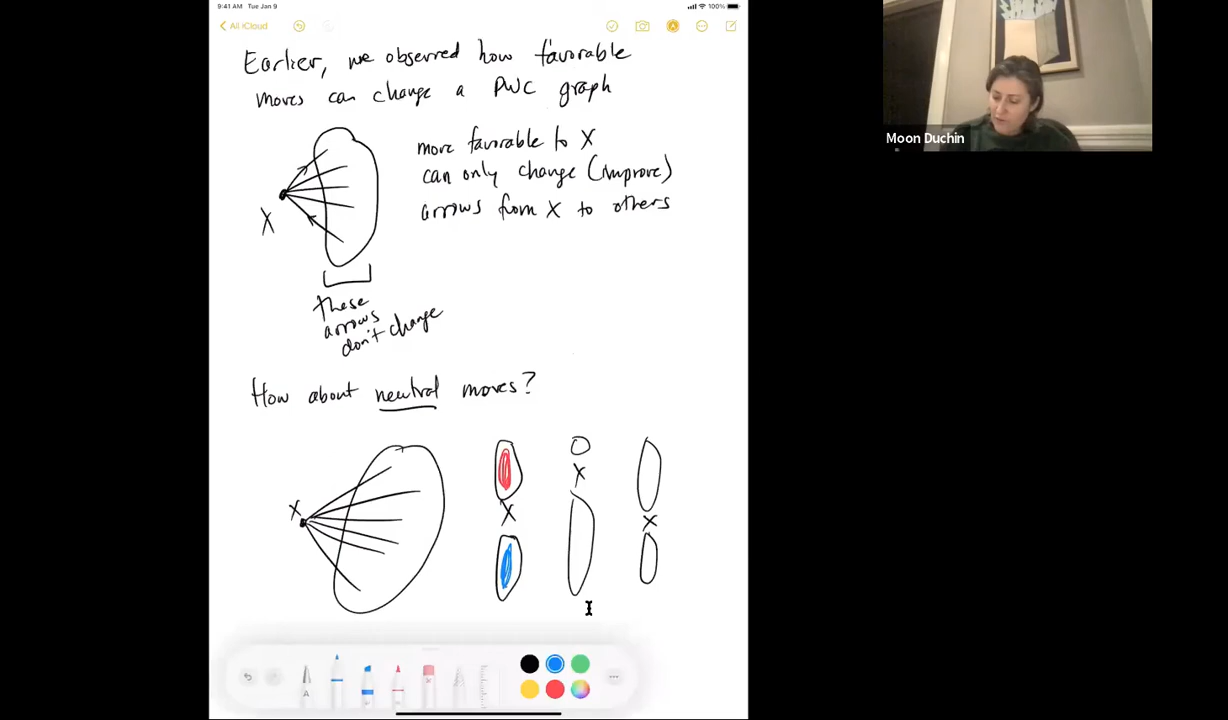 9:41 AM Tue Jan 9
100%
All iCloud
Earlier, we observed how favorable
moves can change a PWC graph
more favorable to X
can only change (improve)
arrows from X to others
X
these
arrows
don't change
How about neutral moves?
X
X
X
X
A
Moon Duchin